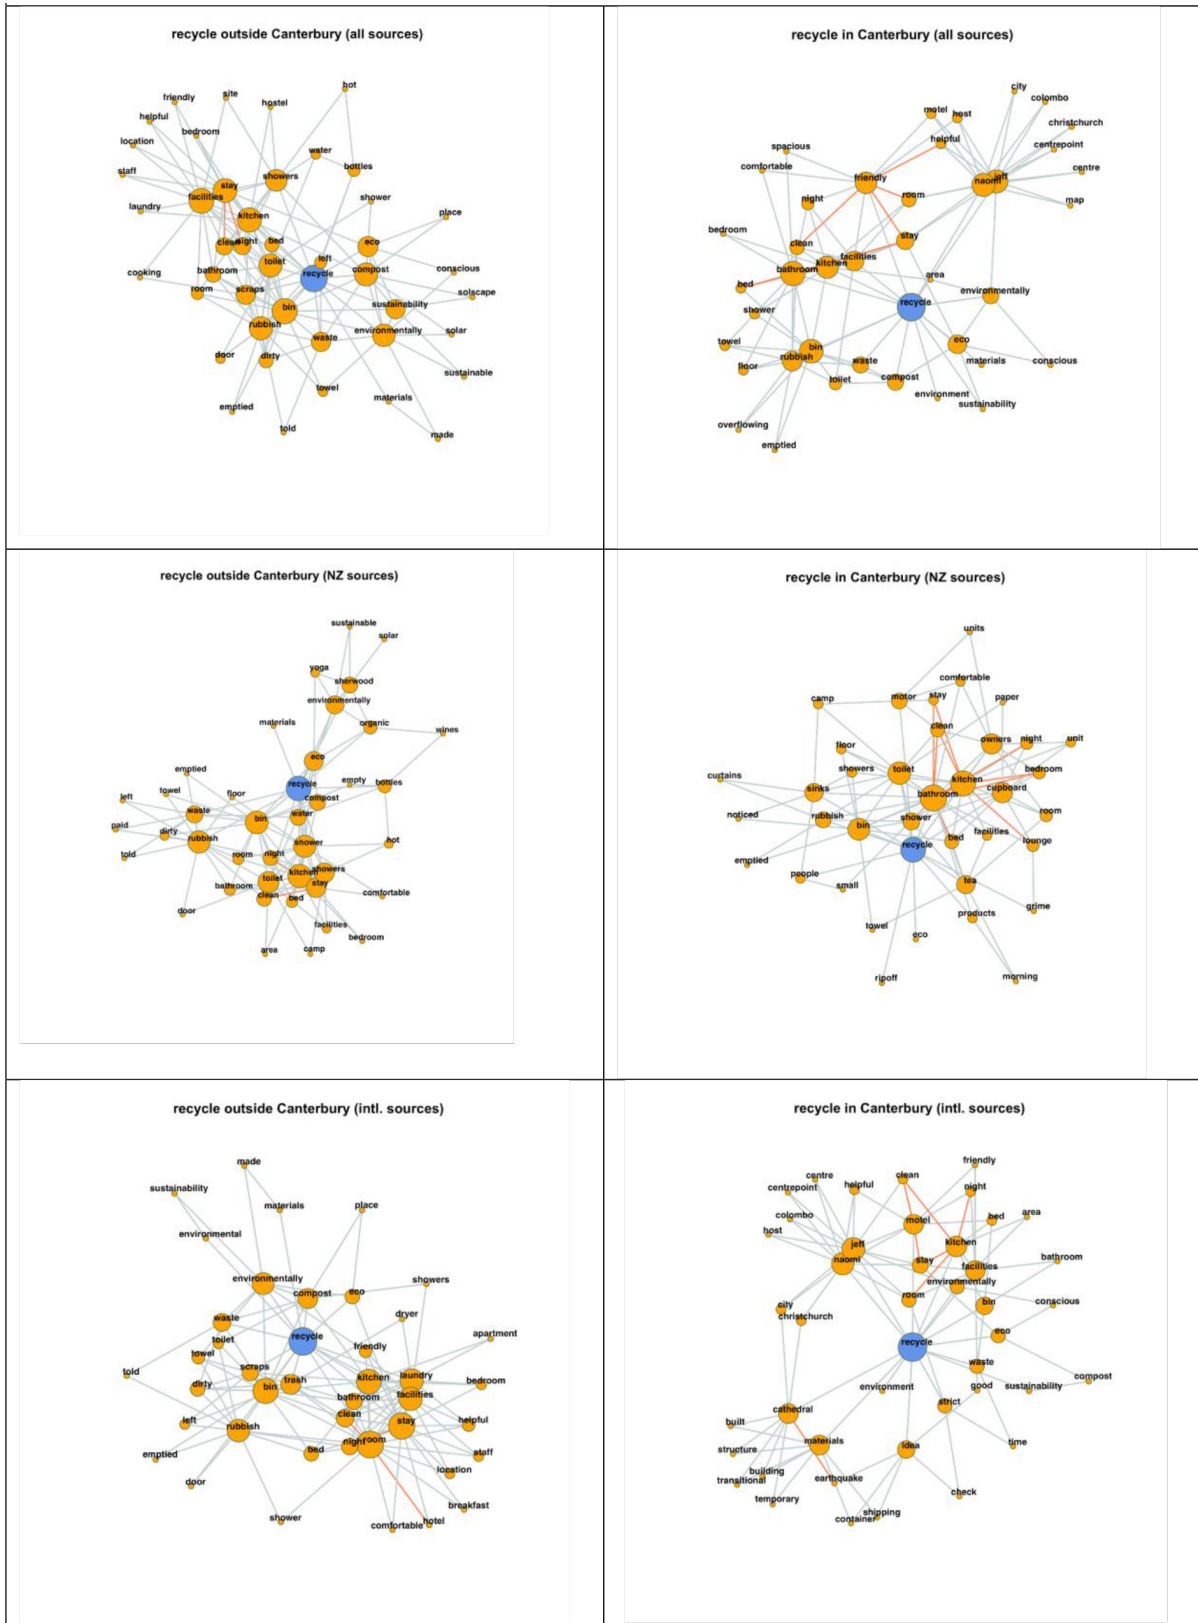 recycle outside Canterbury (all sources)
hot
friendly
site
hostel
helpful
bedroom
location
water
staff
stay
showers
bottles
facilities
laundry
kitchen
shower
place
clean
night
bed
eco
left
toilet
cooking
bathroom
recycle
compost
conscious
room
scraps
solscape
bin
sustainability
rubbish
waste
environmentally
solar
door
dirty
sustainable
towel
materials
emptied
told
made
recycle in Canterbury (all sources)
city
colombo
motel
host
christchurch
helpful
centrepoint
spacious
comfortable
friendly
naomi
jeff
centre
night
room
map
bedroom
clean
stay
bathroom
kitchen
facilities
area
bed
environmentally
shower
recycle
towel
bin
eco
floor
rubbish
waste
materials
conscious
toilet
compost
environment
sustainability
overflowing
emptied
recycle outside Canterbury (NZ sources)
sustainable
solar
yoga
sherwood
environmentally
materials
organic
wines
eco
emptied
recycle
empty
bottles
left
towel
floor
compost
waste
water
paid
dirty
bin
rubbish
shower
hot
told
room
night
kitchen
showers
bathroom
toilet
stay
clean
bed
comfortable
door
facilities
area
camp
bedroom
recycle in Canterbury (NZ sources)
units
comfortable
camp
motor
stay
paper
clean
floor
owners
night
unit
curtains
showers
toilet
kitchen
bedroom
sinks
bathroom
cupboard
noticed
rubbish
bin
shower
room
bed
facilities
recycle
lounge
emptied
people
small
tea
grime
towel
products
eco
ripoff
morning
recycle outside Canterbury (intl. sources)
made
sustainability
materials
place
environmental
environmentally
compost
eco
showers
waste
dryer
toilet
recycle
apartment
towel
friendly
told
scraps
dirty
bin
trash
kitchen
laundry
bathroom
facilities
bedroom
left
clean
rubbish
stay
helpful
bed
night
room
staff
emptied
location
door
breakfast
shower
comfortable
hotel
recycle in Canterbury (intl. sources)
friendly
centre
clean
centrepoint
helpful
night
colombo
motel
bed
area
host
jeff
kitchen
naomi
stay
facilities
bathroom
environmentally
room
city
bin
conscious
christchurch
recycle
eco
waste
compost
environment
good
sustainability
cathedral
strict
built
materials
idea
time
structure
building
transitional
earthquake
check
temporary
shipping
container